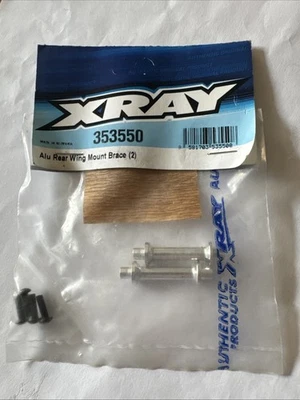 XRAY
353550
Alu Rear Wing Mount Brace (2)
AUTHENTIC XRAY
PRODUCTS